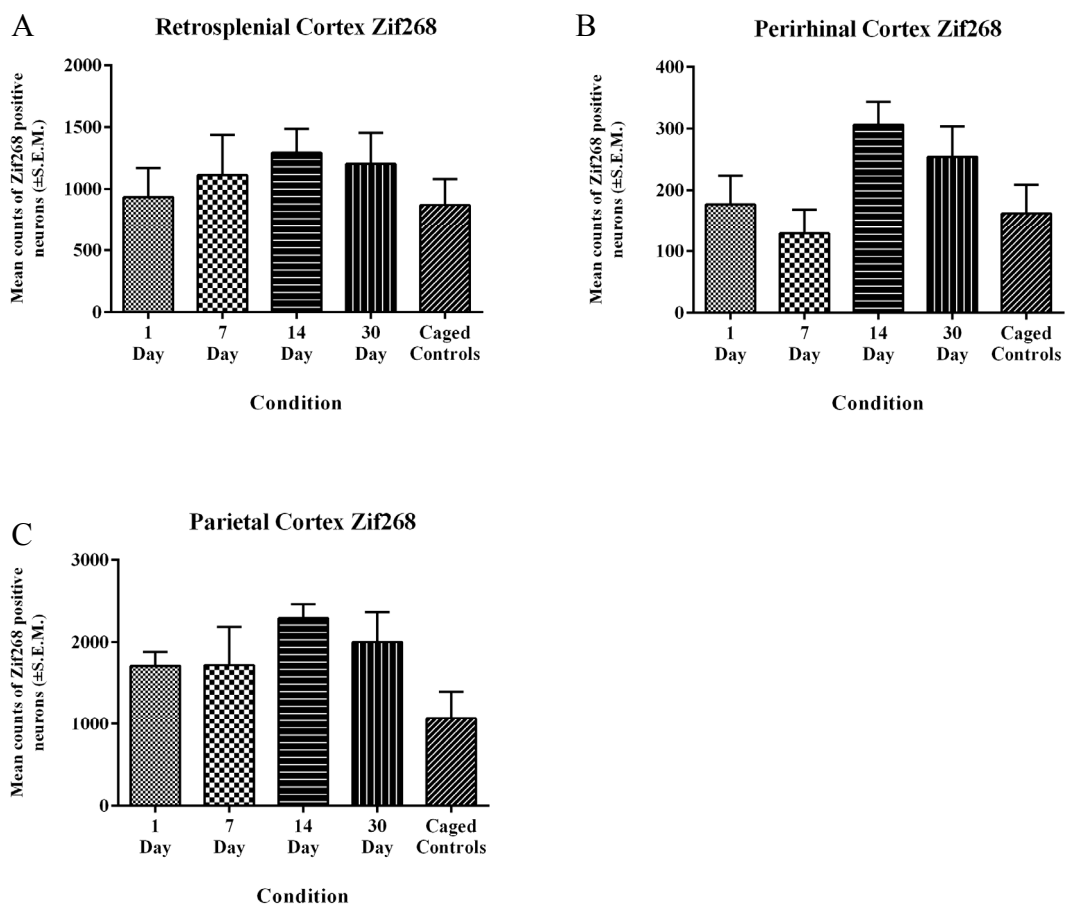 A
Retrosplenial Cortex Zif268
Mean counts of Zif268 positive
neurons (±S.E.M.)
2000
1500
1000
500
0
1
Day
7
Day
14
Day
30
Day
Caged
Controls
Condition
B
Perirhinal Cortex Zif268
Mean counts of Zif268 positive
neurons (±S.E.M.)
400
300
200
100
0
1
Day
7
Day
14
Day
30
Day
Caged
Controls
Condition
C
Parietal Cortex Zif268
Mean counts of Zif268 positive
neurons (±S.E.M.)
3000
2000
1000
0
1
Day
7
Day
14
Day
30
Day
Caged
Controls
Condition